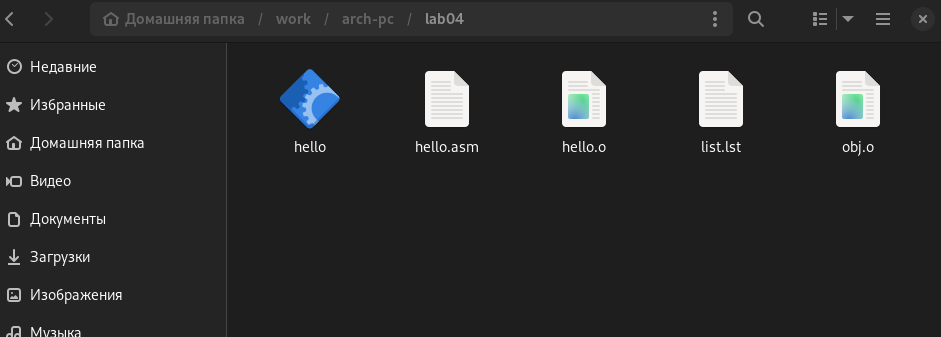 Домашняя папка / work / arch-pc / lab04
Недавние
Избранные
Домашняя папка
Видео
Документы
Загрузки
Изображения
Музыка
hello
hello.asm
hello.o
list.lst
obj.o